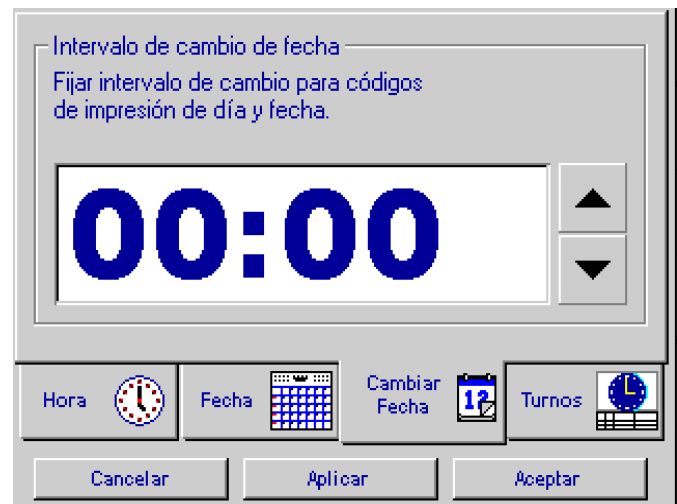 Intervalo de cambio de fecha
Fijar intervalo de cambio para códigos
de impresión de día y fecha.
00:00
Hora
Fecha
Cambiar
Fecha
12
Turnos
Cancelar
Aplicar
Aceptar